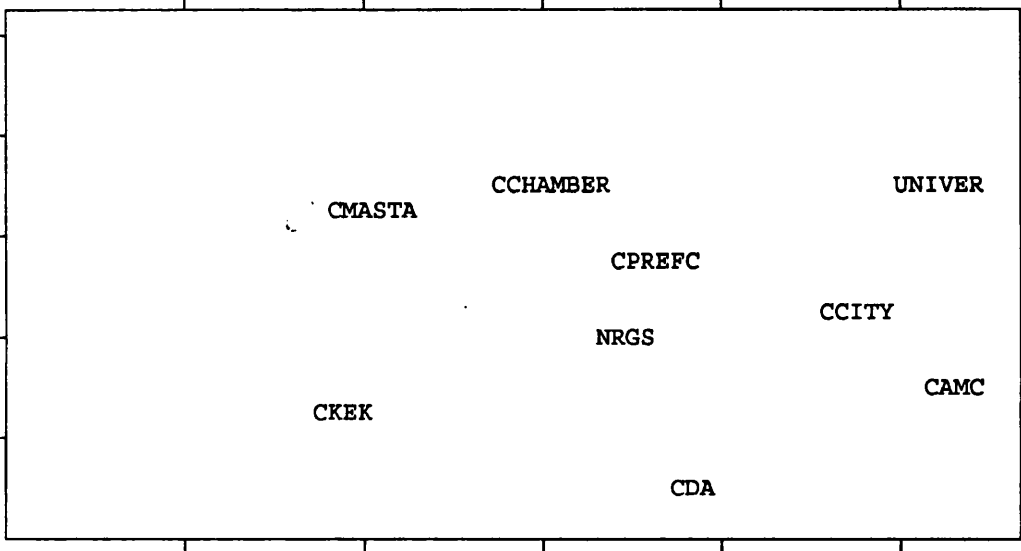 CCHAMBER UNIVER
CMASTA
CPREFC
CCITY
NRGS
CAMC
CKEK
CDA